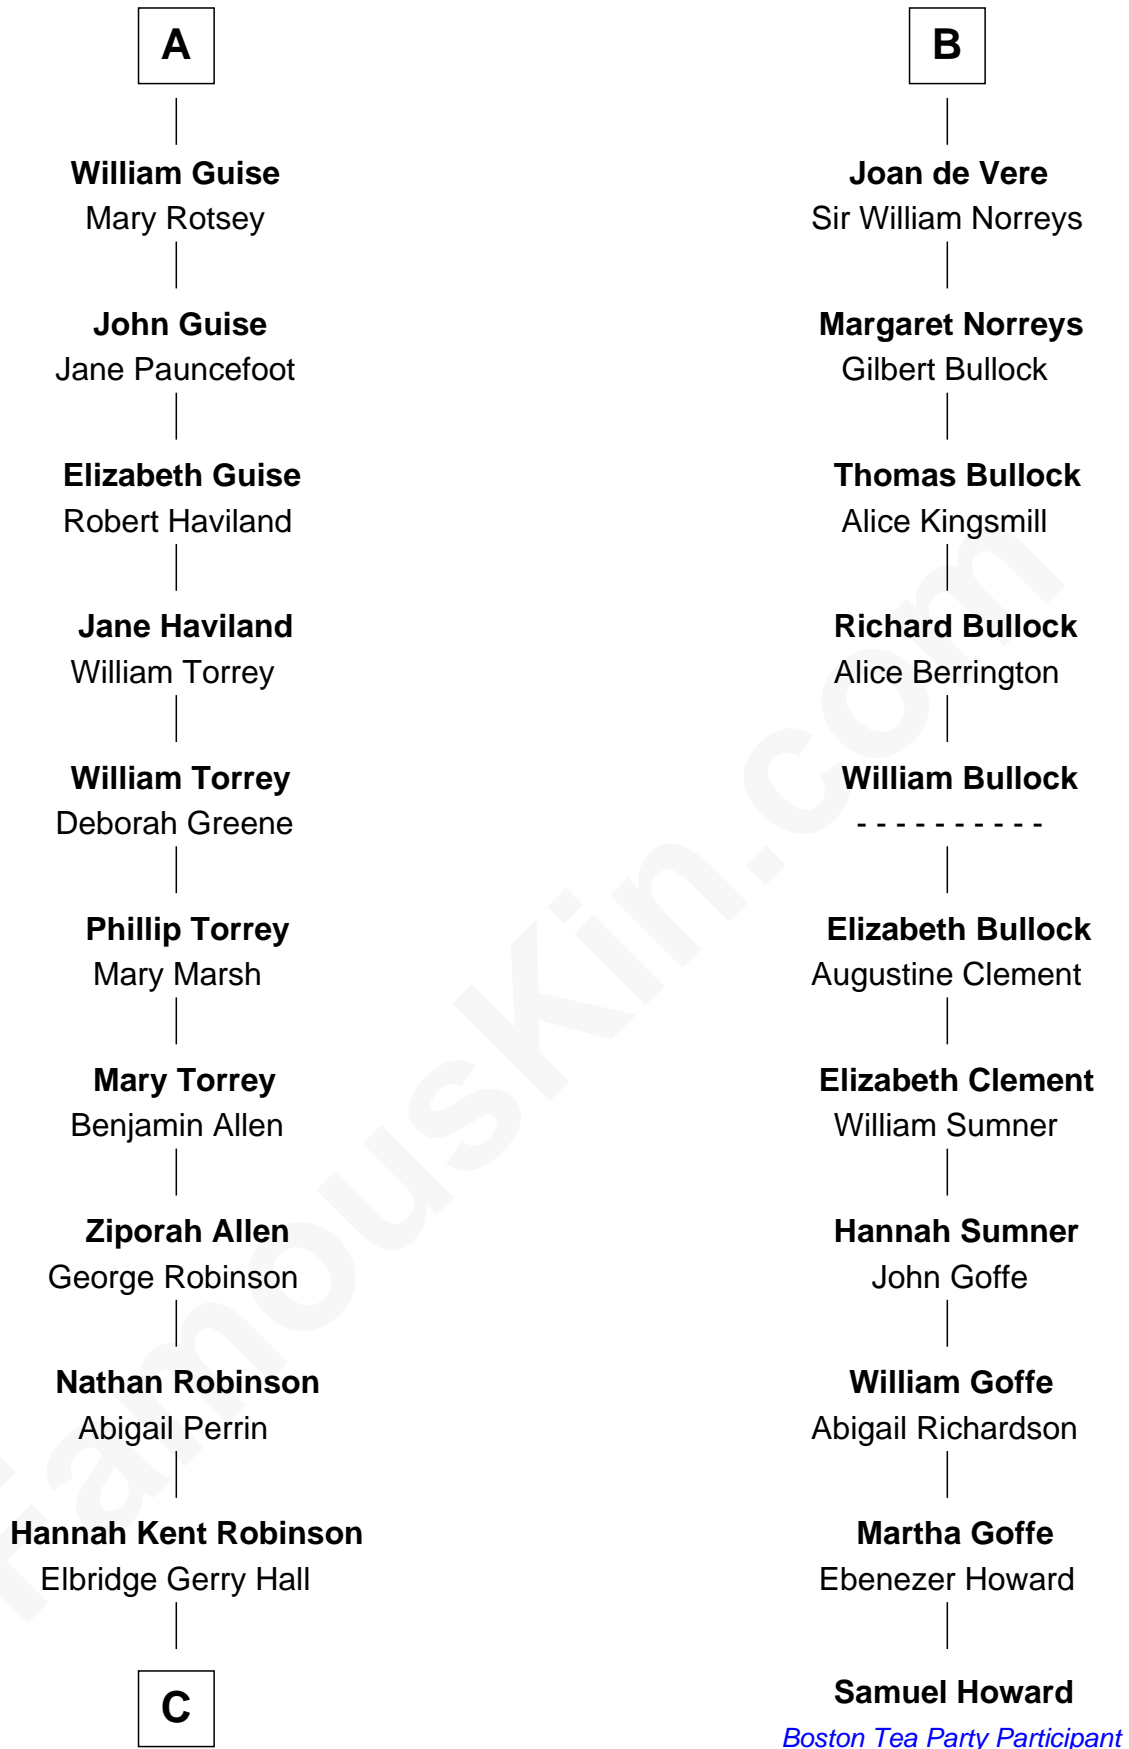 A
William Guise
Mary Rotsey
John Guise
Jane Pauncefoot
Elizabeth Guise
Robert Haviland
Jane Haviland
William Torrey
William Torrey
Deborah Greene
Phillip Torrey
Mary Marsh
Mary Torrey
Benjamin Allen
Ziporah Allen
George Robinson
Nathan Robinson
Abigail Perrin
Hannah Kent Robinson
Elbridge Gerry Hall
C
B
Joan de Vere
Sir William Norreys
Margaret Norreys
Gilbert Bullock
Thomas Bullock
Alice Kingsmill
Richard Bullock
Alice Berrington
William Bullock
- - - - - - - - - -
Elizabeth Bullock
Augustine Clement
Elizabeth Clement
William Sumner
Hannah Sumner
John Goffe
William Goffe
Abigail Richardson
Martha Goffe
Ebenezer Howard
Samuel Howard
Boston Tea Party Participant
famouskin.com